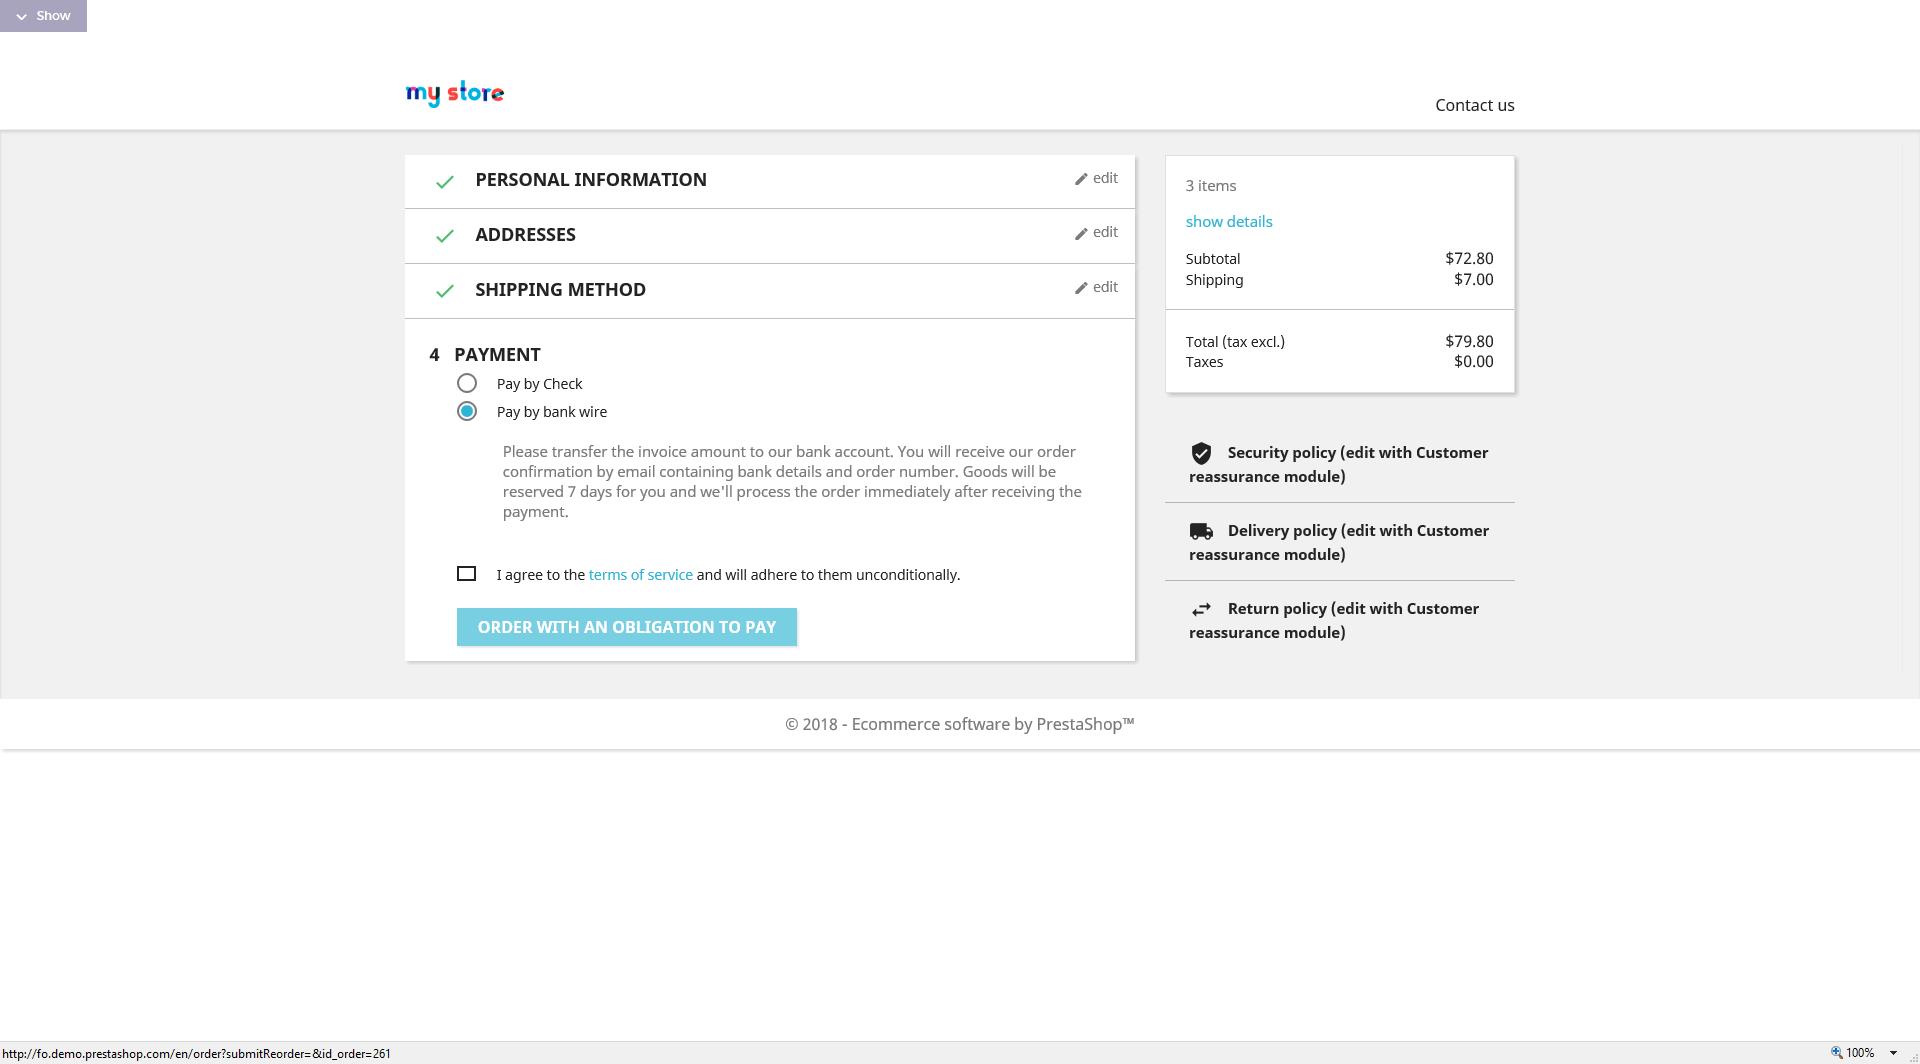 Show
my store
Contact us
PERSONAL INFORMATION
edit
ADDRESSES
edit
SHIPPING METHOD
edit
4 PAYMENT
Pay by Check
Pay by bank wire
Please transfer the invoice amount to our bank account. You will receive our order
confirmation by email containing bank details and order number. Goods will be
reserved 7 days for you and we'll process the order immediately after receiving the
payment.
I agree to the terms of service and will adhere to them unconditionally.
ORDER WITH AN OBLIGATION TO PAY
3 items
show details
Subtotal $72.80
Shipping $7.00
Total (tax excl.) $79.80
Taxes $0.00
Security policy (edit with Customer
reassurance module)
Delivery policy (edit with Customer
reassurance module)
Return policy (edit with Customer
reassurance module)
© 2018 - Ecommerce software by PrestaShop™
http://fo.demo.prestashop.com/en/order?submitReorder=&id_order=261
100%